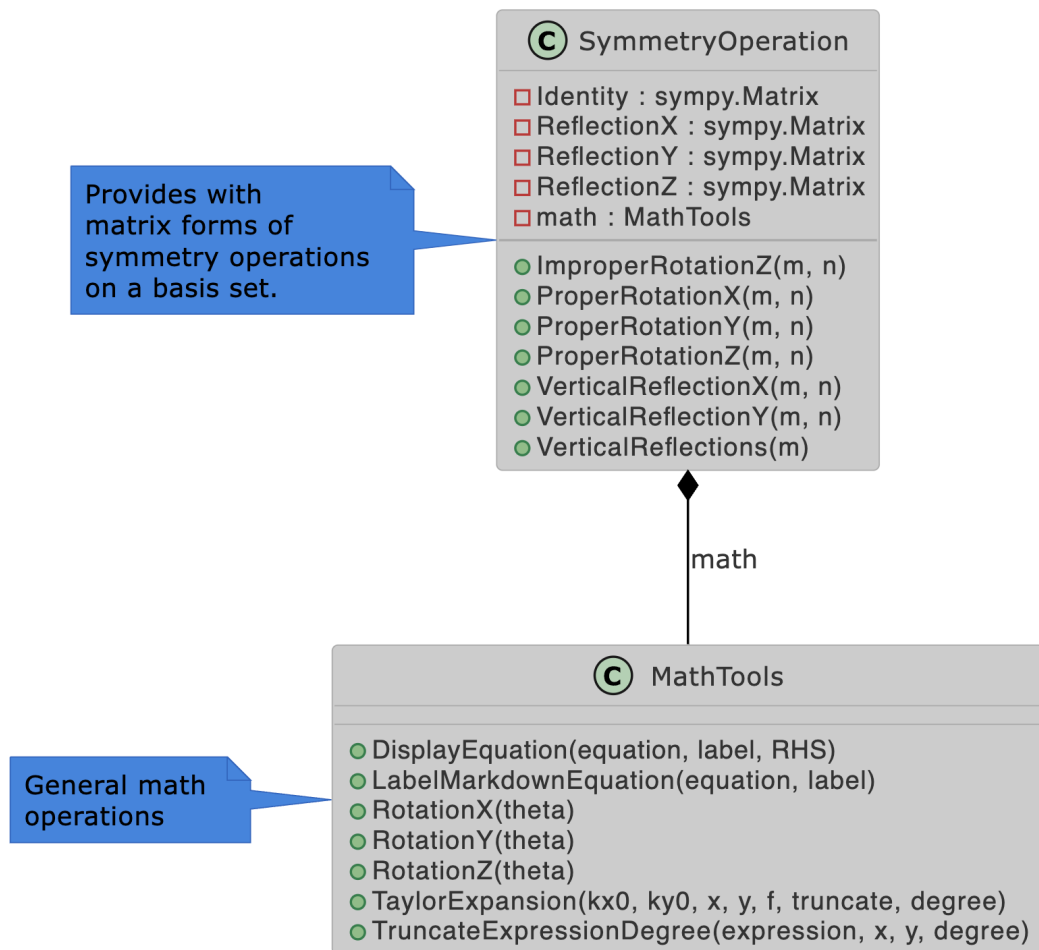 C SymmetryOperation
Identity : sympy.Matrix
ReflectionX : sympy.Matrix
ReflectionY : sympy.Matrix
ReflectionZ : sympy.Matrix
math : MathTools
Provides with
matrix forms of
symmetry operations
on a basis set.
ImproperRotationZ(m, n)
ProperRotationX(m, n)
ProperRotationY(m, n)
ProperRotationZ(m, n)
VerticalReflectionX(m, n)
VerticalReflectionY(m, n)
VerticalReflections(m)
math
C MathTools
DisplayEquation(equation, label, RHS)
LabelMarkdownEquation(equation, label)
RotationX(theta)
RotationY(theta)
RotationZ(theta)
TaylorExpansion(kx0, ky0, x, y, f, truncate, degree)
TruncateExpressionDegree(expression, x, y, degree)
General math
operations